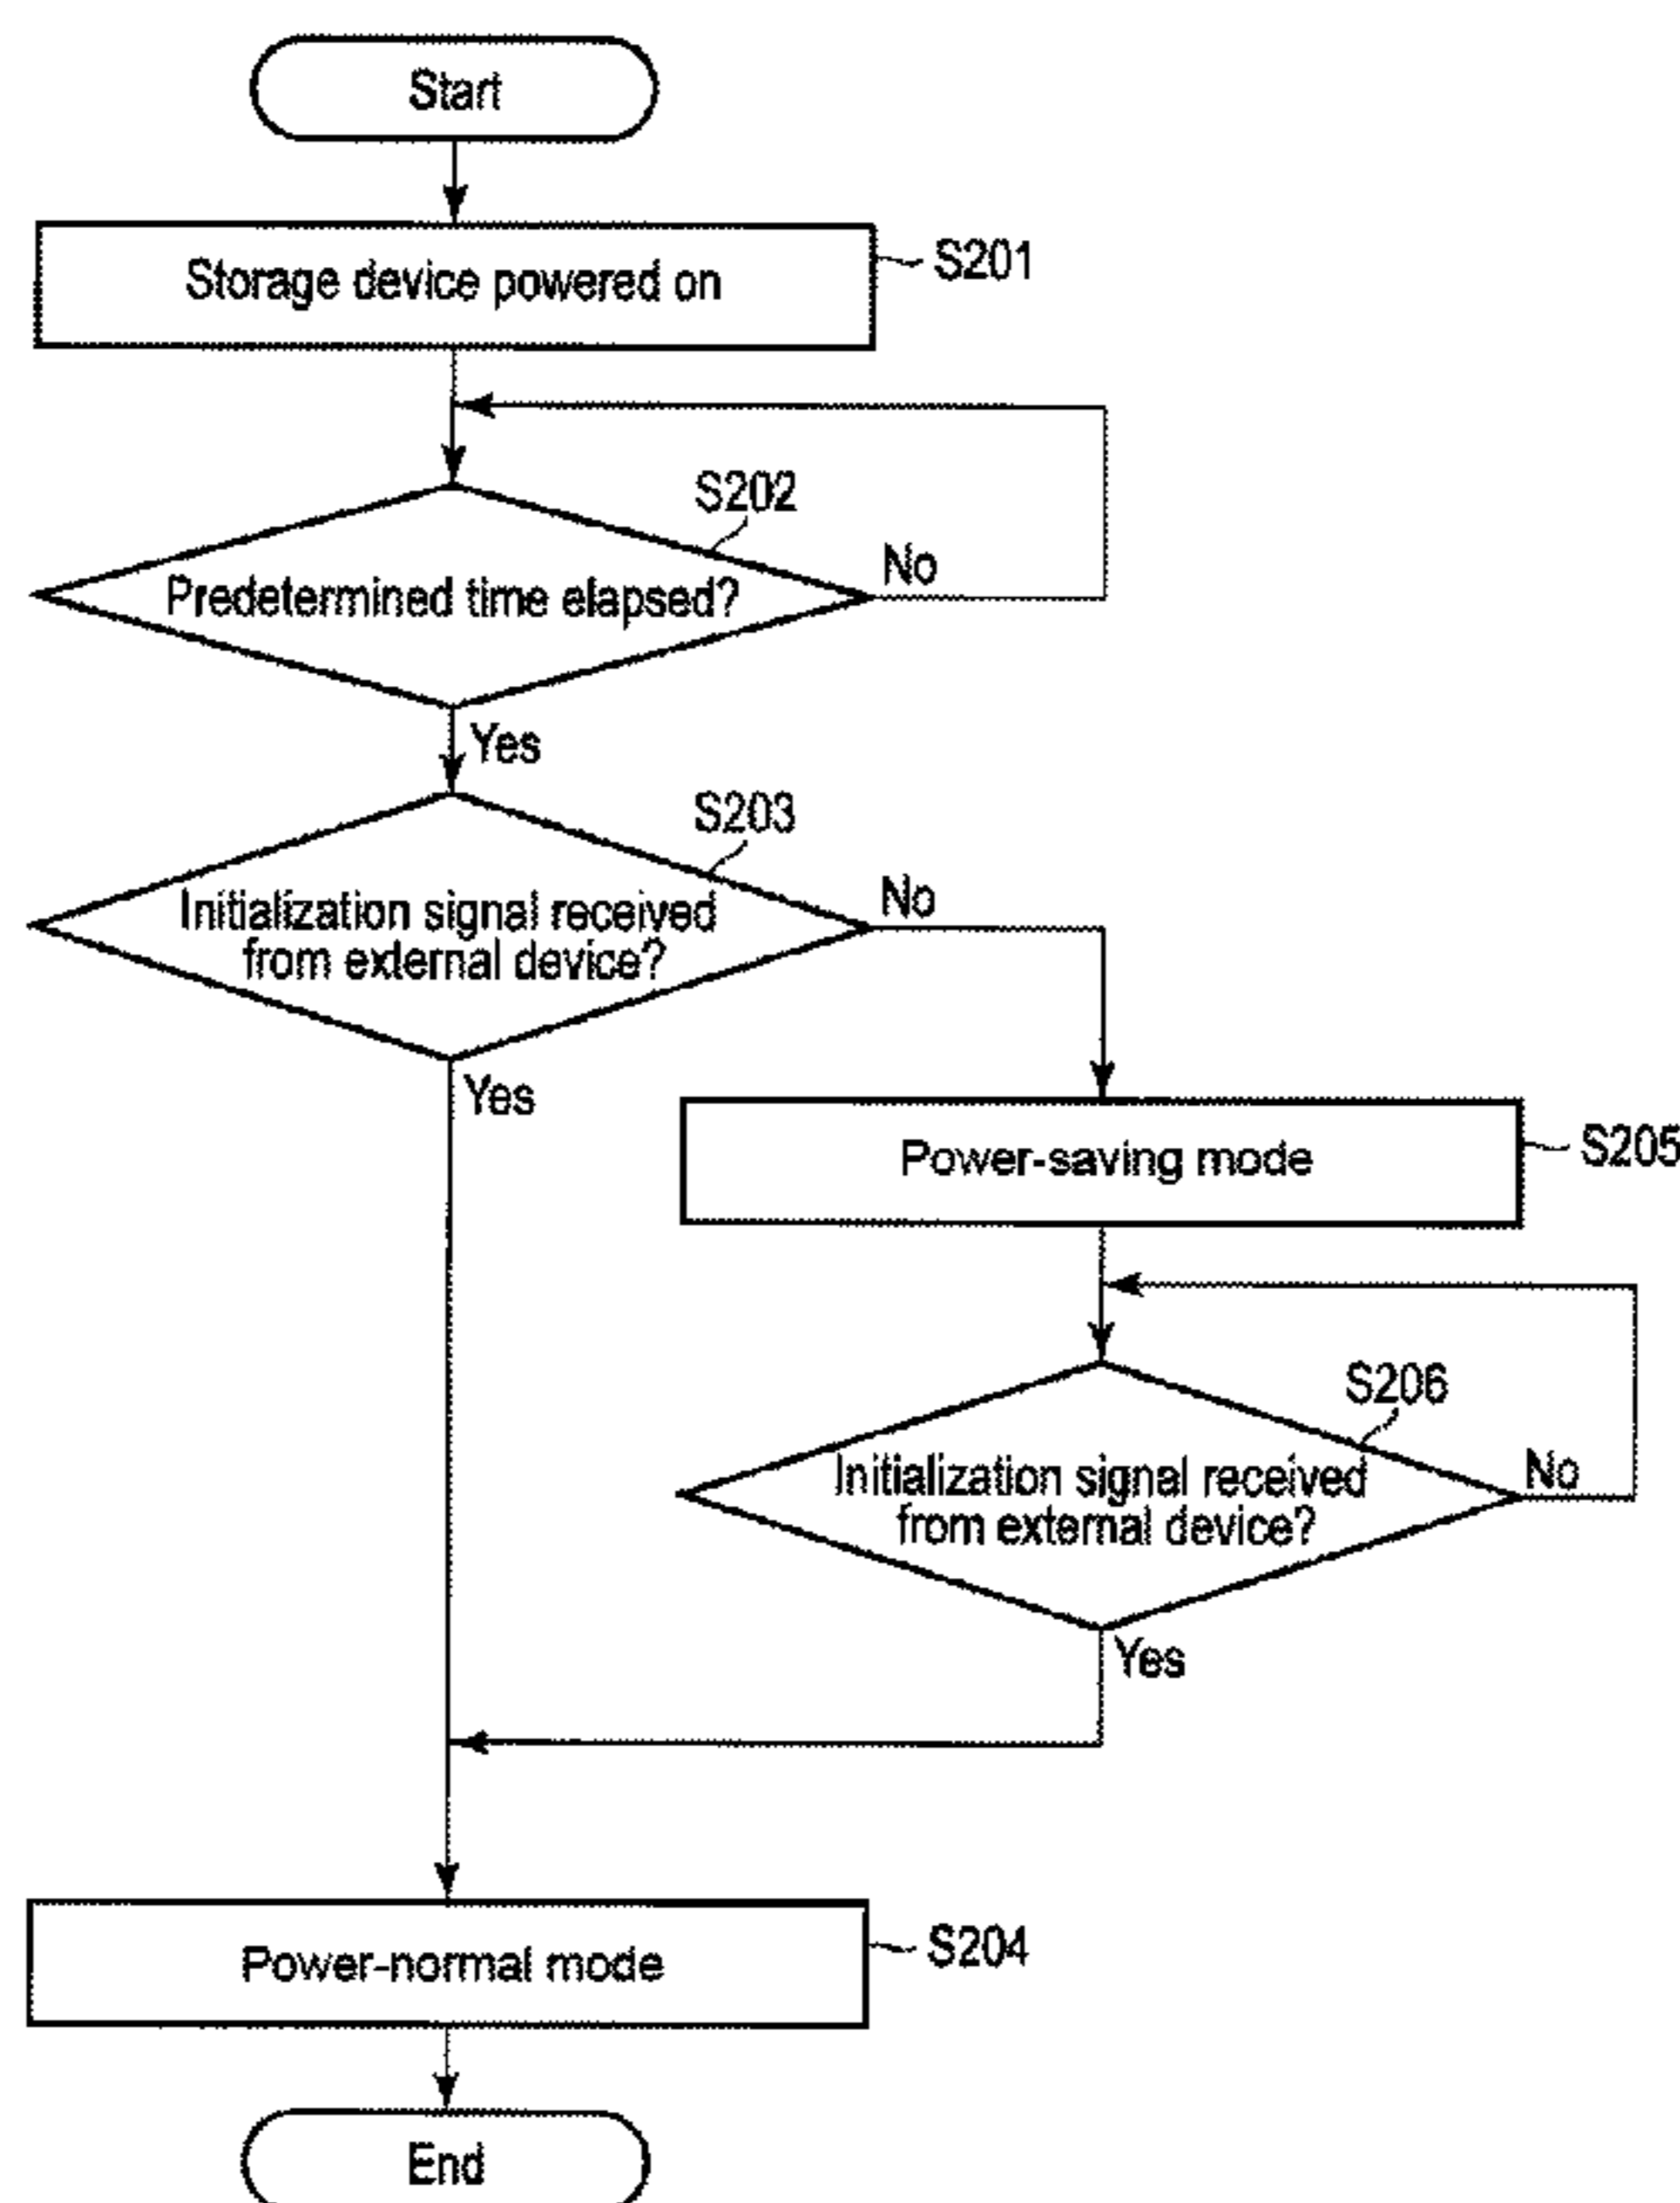 Start
Storage device powered on
S201
S202
Predetermined time elapsed?
No
Yes
S203
Initialization signal received
from external device?
No
Yes
Power-saving mode
S205
S206
Initialization signal received
from external device?
No
Yes
Power-normal mode
S204
End